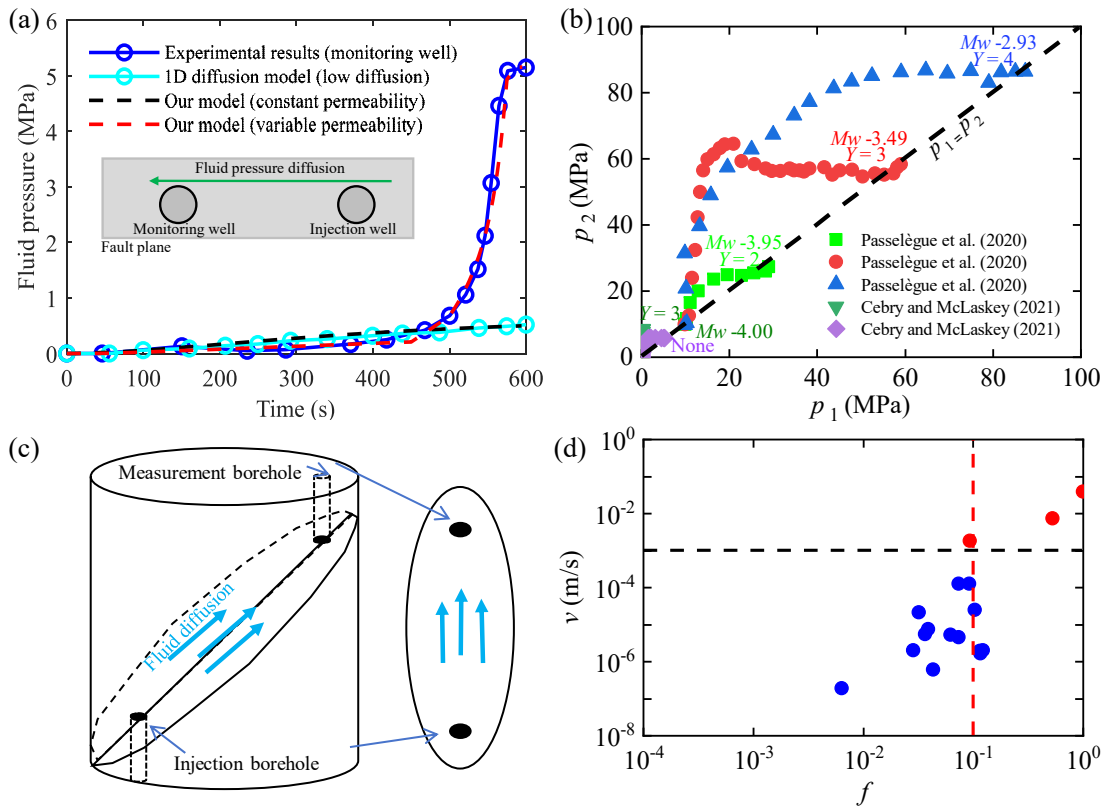 (a)
6
5
4
3
2
1
0
Fluid pressure (MPa)
Experimental results (monitoring well)
1D diffusion model (low diffusion)
Our model (constant permeability)
Our model (variable permeability)
Fluid pressure diffusion
Monitoring well
Injection well
Fault plane
0 100 200 300 400 500 600
Time (s)
(b)
100
80
60
40
20
0
p 2 (MPa)
Mw -2.93
Y = 4
p1 = p2
Mw -3.49
Y = 3
Mw -3.95
Y = 2
Y = 3
Mw -4.00
None
Passelègue et al. (2020)
Passelègue et al. (2020)
Passelègue et al. (2020)
Cebry and McLaskey (2021)
Cebry and McLaskey (2021)
0 20 40 60 80 100
p 1 (MPa)
(c)
Measurement borehole
Fluid diffusion
Injection borehole
(d)
10^0
10^-2
10^-4
10^-6
10^-8
v (m/s)
10^-4 10^-3 10^-2 10^-1 10^0
f